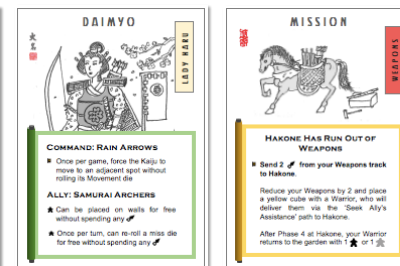 DAIMYO
大名
LADY HARU
COMMAND: RAIN ARROWS
Once per game, force the Kaiju to
move to an adjacent spot without
rolling its Movement die
ALLY: SAMURAI ARCHERS
Can be placed on walls for free
without spending any
Once per turn, can re-roll a miss die
for free without spending any
MISSION
WEAPONS
HAKONE HAS RUN OUT OF
WEAPONS
Send 2 from your Weapons track
to Hakone.
Reduce your Weapons by 2 and place
a yellow cube with a Warrior, who will
deliver them via the 'Seek Ally's
Assistance' path to Hakone.
After Phase 4 at Hakone, your Warrior
returns to the garden with 1 or 1